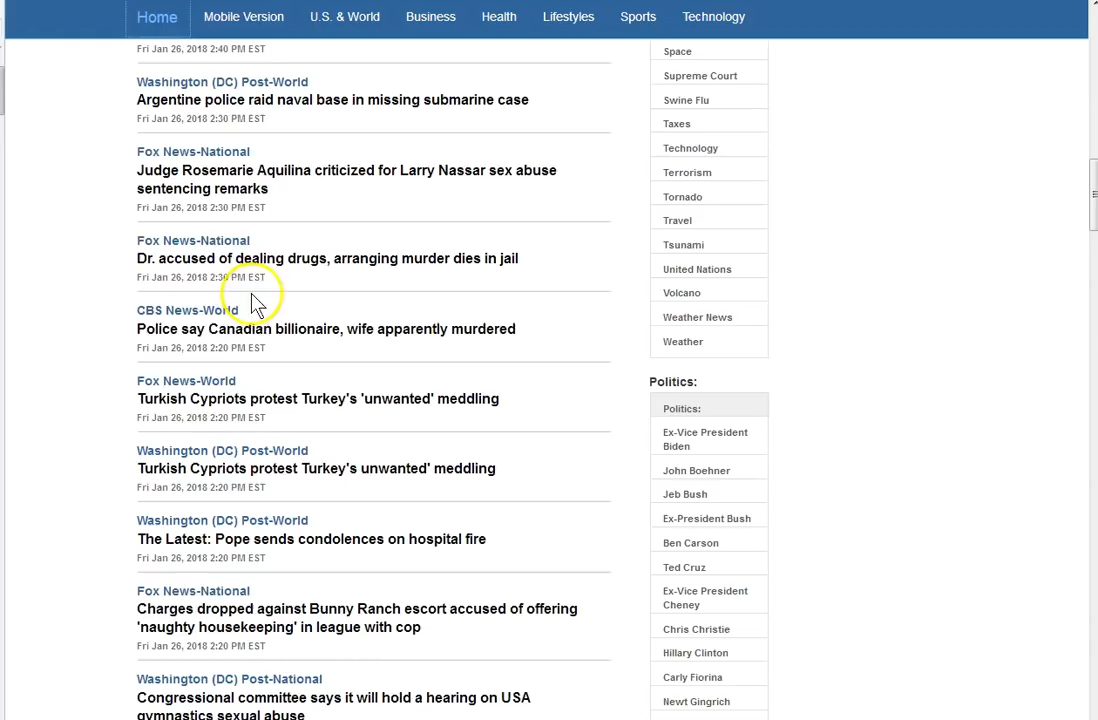 Home
Mobile Version
U.S. & World
Business
Health
Lifestyles
Sports
Technology
Fri Jan 26, 2018 2:40 PM EST
Washington (DC) Post-World
Argentine police raid naval base in missing submarine case
Fri Jan 26, 2018 2:30 PM EST
Fox News-National
Judge Rosemarie Aquilina criticized for Larry Nassar sex abuse
sentencing remarks
Fri Jan 26, 2018 2:30 PM EST
Fox News-National
Dr. accused of dealing drugs, arranging murder dies in jail
Fri Jan 26, 2018 2:30 PM EST
CBS News-World
Police say Canadian billionaire, wife apparently murdered
Fri Jan 26, 2018 2:20 PM EST
Fox News-World
Turkish Cypriots protest Turkey's 'unwanted' meddling
Fri Jan 26, 2018 2:20 PM EST
Washington (DC) Post-World
Turkish Cypriots protest Turkey's unwanted' meddling
Fri Jan 26, 2018 2:20 PM EST
Washington (DC) Post-World
The Latest: Pope sends condolences on hospital fire
Fri Jan 26, 2018 2:20 PM EST
Fox News-National
Charges dropped against Bunny Ranch escort accused of offering
'naughty housekeeping' in league with cop
Fri Jan 26, 2018 2:20 PM EST
Washington (DC) Post-National
Congressional committee says it will hold a hearing on USA
gymnastics sexual abuse
Space
Supreme Court
Swine Flu
Taxes
Technology
Terrorism
Tornado
Travel
Tsunami
United Nations
Volcano
Weather News
Weather
Politics:
Politics:
Ex-Vice President
Biden
John Boehner
Jeb Bush
Ex-President Bush
Ben Carson
Ted Cruz
Ex-Vice President
Cheney
Chris Christie
Hillary Clinton
Carly Fiorina
Newt Gingrich